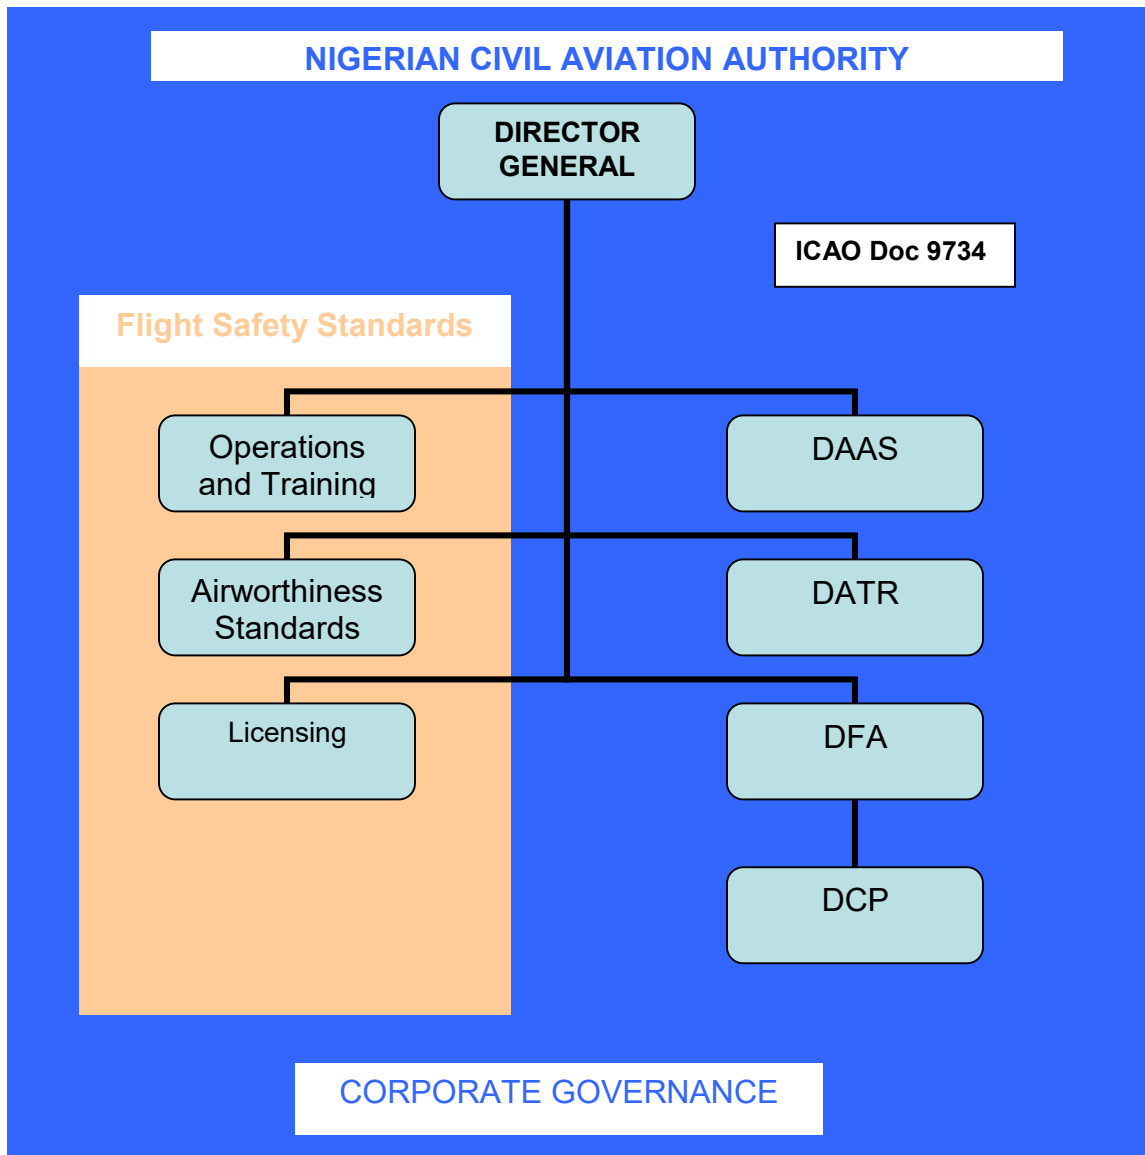 NIGERIAN CIVIL AVIATION AUTHORITY
DIRECTOR
GENERAL
ICAO Doc 9734
Flight Safety Standards
Operations
and Training
DAAS
Airworthiness
Standards
DATR
Licensing
DFA
DCP
CORPORATE GOVERNANCE